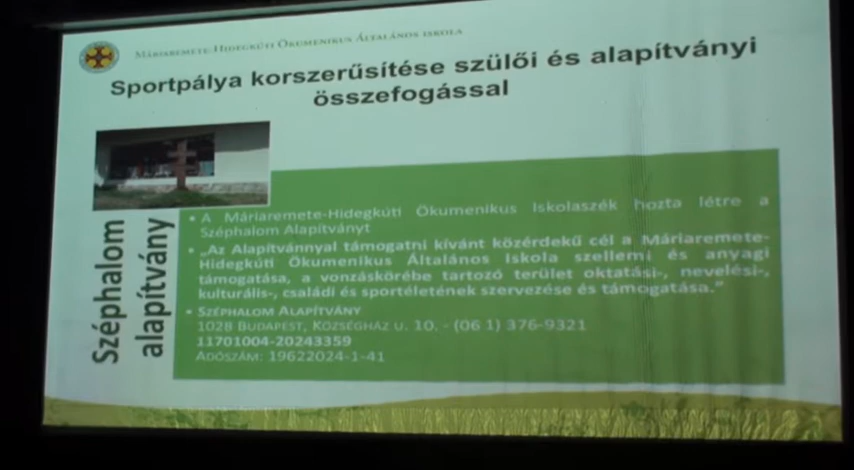 Máriaremete-Hidegkúti Ökumenikus Általános iskola
Sportpálya korszerűsítése szülői és alapítványi
összefogással
Széphalom
alapítvány
• A Máriaremete-Hidegkúti Ökumenikus Iskolaszék hozta létre a
Széphalom Alapítványt
• „Az Alapítvánnyal támogatni kívánt közérdekű cél a Máriaremete-
Hidegkúti Ökumenikus Általános Iskola szellemi és anyagi
támogatása, a vonzáskörébe tartozó terület oktatási-, nevelési-,
kulturális-, családi és sportéletének szervezése és támogatása.”
• Széphalom Alapítvány
1028 Budapest, Községház u. 10. - (06 1) 376-9321
11701004-20243359
Adószám: 19622024-1-41